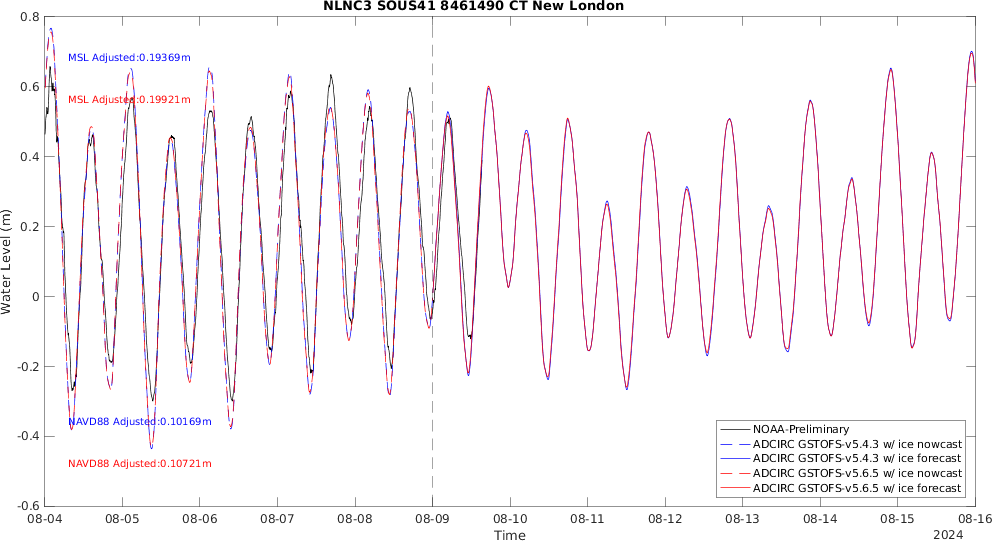 NLNC3 SOUS41 8461490 CT New London
0.8
0.6
0.4
0.2
0
-0.2
-0.4
-0.6
Water Level (m)
MSL Adjusted:0.19369m
MSL Adjusted:0.19921m
NAVD88 Adjusted:0.10169m
NAVD88 Adjusted:0.10721m
NOAA-Preliminary
ADCIRC GSTOFS-v5.4.3 w/ ice nowcast
ADCIRC GSTOFS-v5.4.3 w/ ice forecast
ADCIRC GSTOFS-v5.6.5 w/ ice nowcast
ADCIRC GSTOFS-v5.6.5 w/ ice forecast
08-04 08-05 08-06 08-07 08-08 08-09 08-10 08-11 08-12 08-13 08-14 08-15 08-16
Time
2024